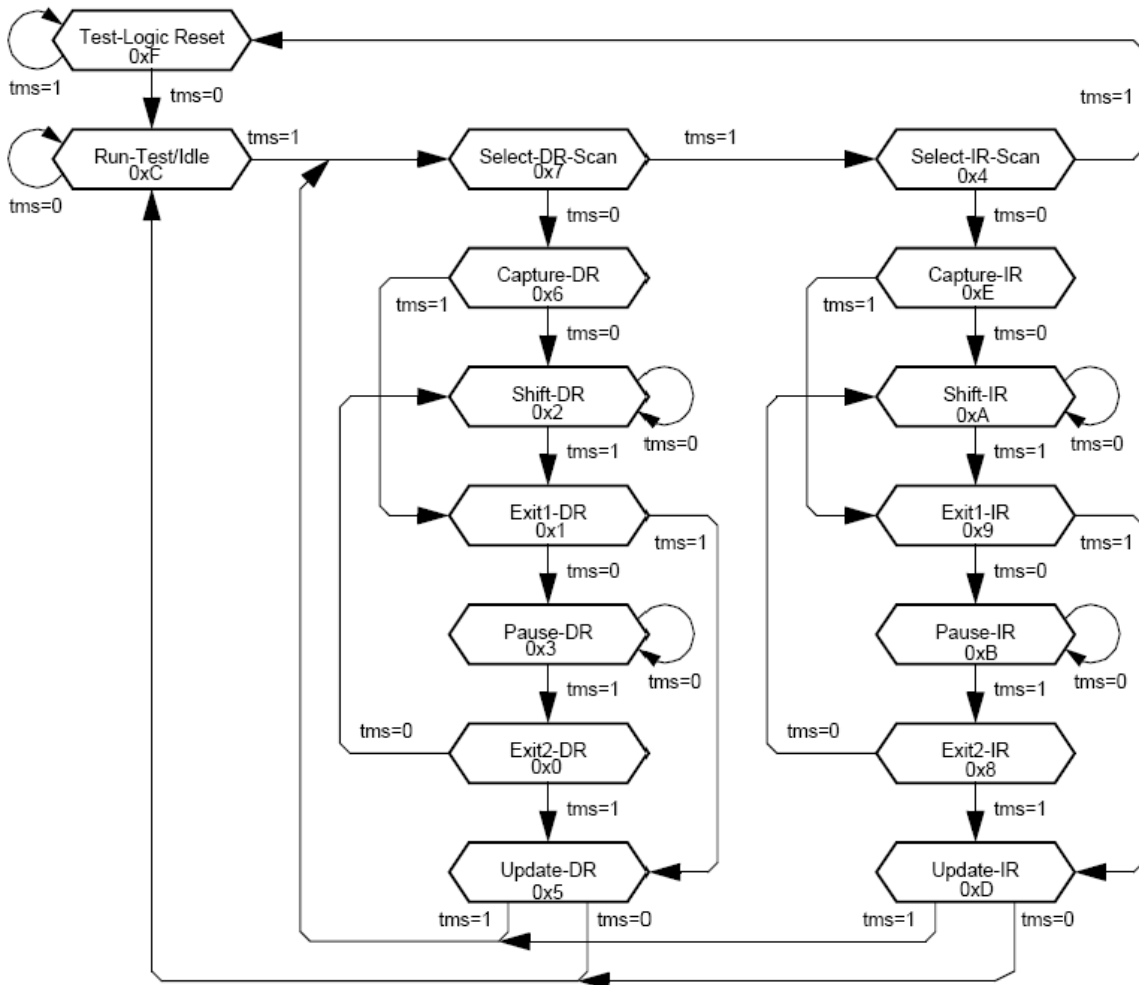 Test-Logic Reset
0xF
tms=1
tms=1
tms=0
tms=1
tms=1
Run-Test/Idle
0xC
Select-DR-Scan
0x7
Select-IR-Scan
0x4
tms=0
tms=0
tms=0
Capture-DR
0x6
Capture-IR
0xE
tms=1
tms=1
tms=0
tms=0
Shift-DR
0x2
Shift-IR
0xA
tms=0
tms=0
tms=1
tms=1
Exit1-DR
0x1
Exit1-IR
0x9
tms=1
tms=1
tms=0
tms=0
Pause-DR
0x3
Pause-IR
0xB
tms=0
tms=0
tms=1
tms=1
tms=0
tms=0
Exit2-DR
0x0
Exit2-IR
0x8
tms=1
tms=1
Update-DR
0x5
Update-IR
0xD
tms=1
tms=0
tms=1
tms=0